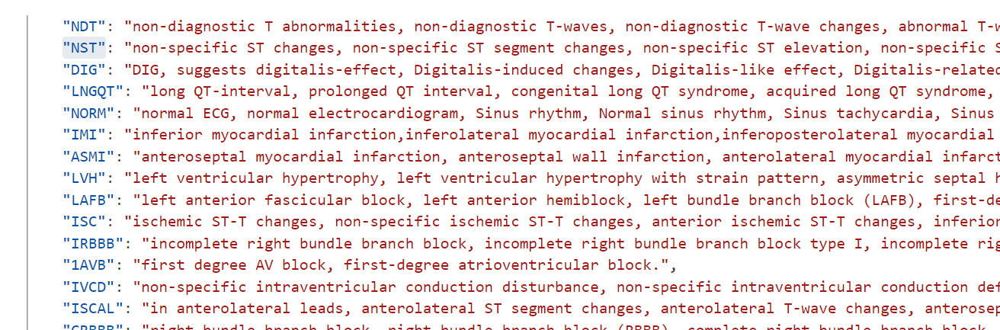 "NDT": "non-diagnostic T abnormalities, non-diagnostic T-waves, non-diagnostic T-wave changes, abnormal T-w
"NST": "non-specific ST changes, non-specific ST segment changes, non-specific ST elevation, non-specific S
"DIG": "DIG, suggests digitalis-effect, Digitalis-induced changes, Digitalis-like effect, Digitalis-related
"LNGQT": "long QT-interval, prolonged QT interval, congenital long QT syndrome, acquired long QT syndrome,
"NORM": "normal ECG, normal electrocardiogram, Sinus rhythm, Normal sinus rhythm, Sinus tachycardia, Sinus
"IMI": "inferior myocardial infarction,inferolateral myocardial infarction,inferoposterolateral myocardial
"ASMI": "anteroseptal myocardial infarction, anteroseptal wall infarction, anterolateral myocardial infarct
"LVH": "left ventricular hypertrophy, left ventricular hypertrophy with strain pattern, asymmetric septal h
"LAFB": "left anterior fascicular block, left anterior hemiblock, left bundle branch block (LAFB), first-de
"ISC": "ischemic ST-T changes, non-specific ischemic ST-T changes, anterior ischemic ST-T changes, inferior
"IRBBB": "incomplete right bundle branch block, incomplete right bundle branch block type I, incomplete rig
"1AVB": "first degree AV block, first-degree atrioventricular block.",
"IVCD": "non-specific intraventricular conduction disturbance, non-specific intraventricular conduction def
"ISCAL": "in anterolateral leads, anterolateral ST segment changes, anterolateral T-wave changes, anterosep
"CRBBB": "right bundle branch block, right bundle branch block (RBBB), complete right bundle branch block,